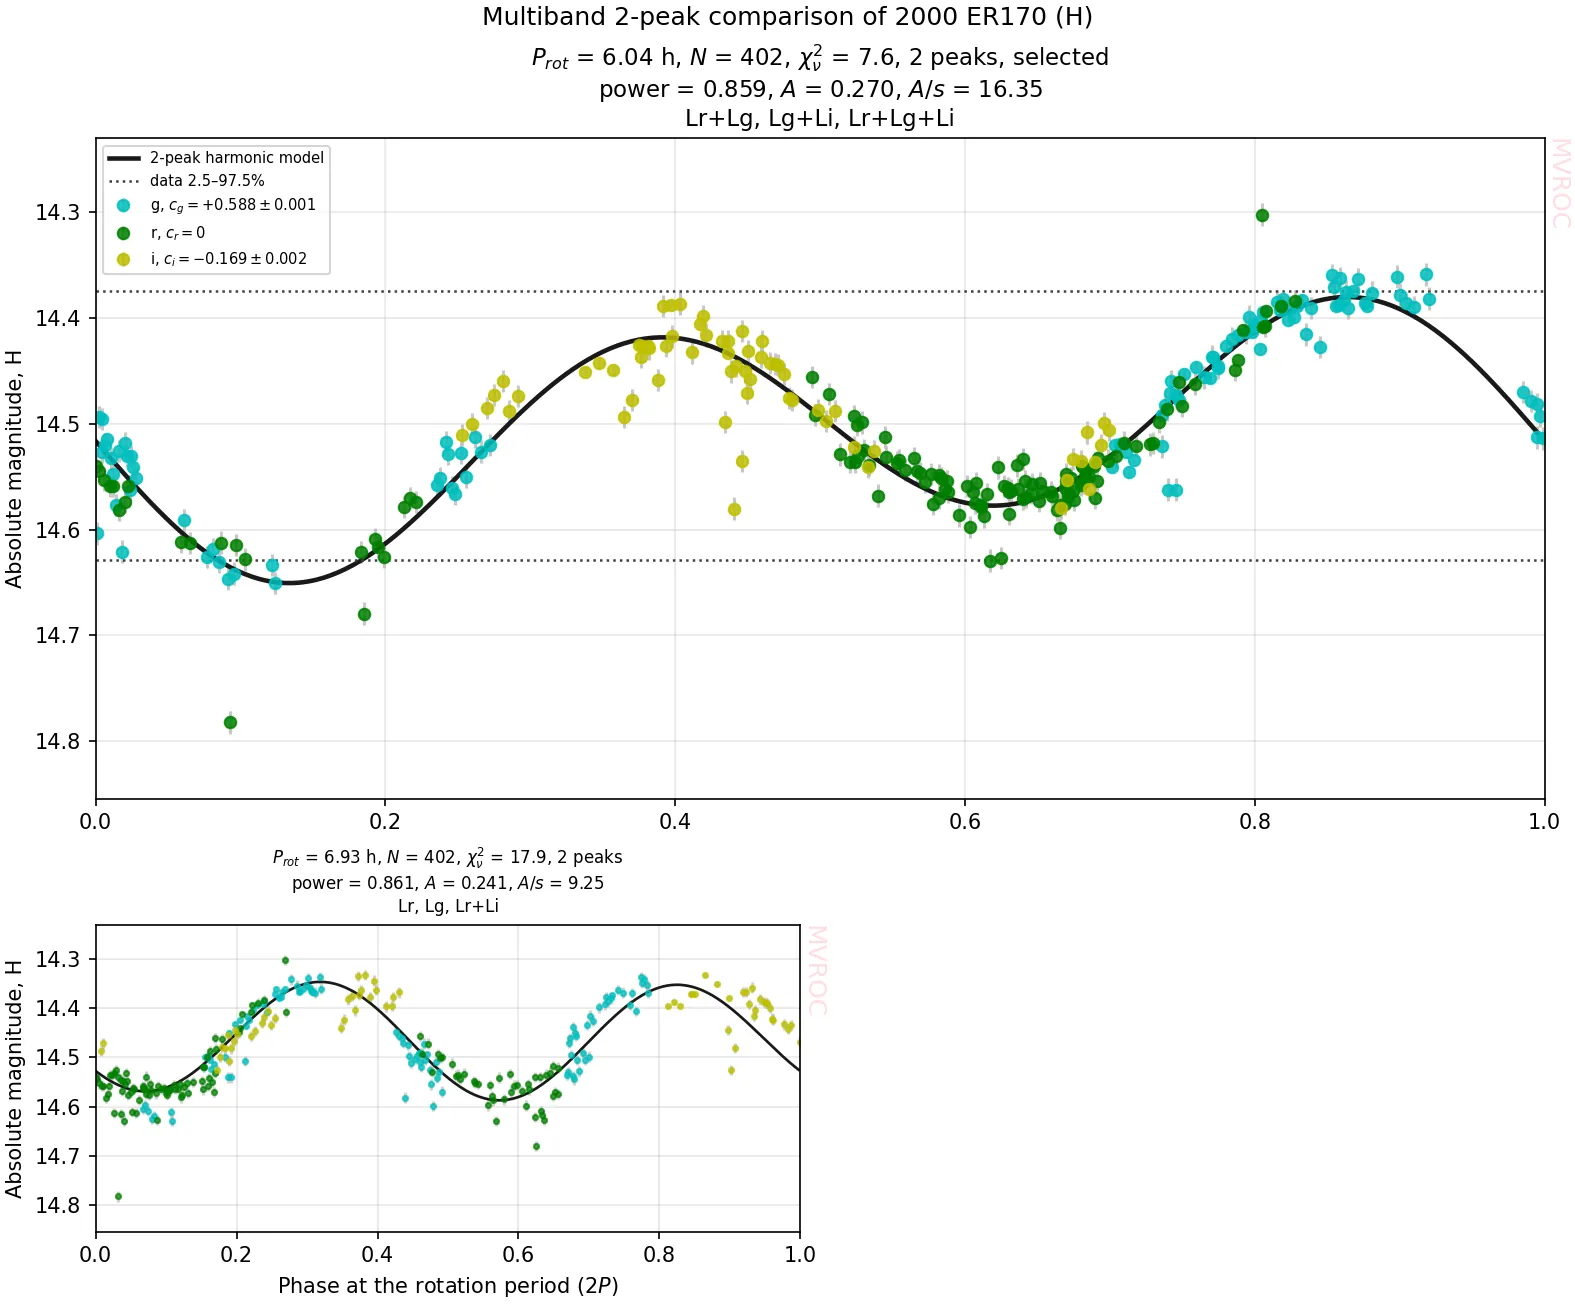 Multiband 2-peak comparison of 2000 ER170 (H)
P_rot = 6.04 h, N = 402, χ²_ν = 7.6, 2 peaks, selected
power = 0.859, A = 0.270, A/s = 16.35
Lr+Lg, Lg+Li, Lr+Lg+Li
2-peak harmonic model
data 2.5–97.5%
g, c_g = +0.588 ± 0.001
r, c_r = 0
i, c_i = −0.169 ± 0.002
MVROC
Absolute magnitude, H
14.3
14.4
14.5
14.6
14.7
14.8
0.0 0.2 0.4 0.6 0.8 1.0
P_rot = 6.93 h, N = 402, χ²_ν = 17.9, 2 peaks
power = 0.861, A = 0.241, A/s = 9.25
Lr, Lg, Lr+Li
MVROC
Absolute magnitude, H
14.3
14.4
14.5
14.6
14.7
14.8
0.0 0.2 0.4 0.6 0.8 1.0
Phase at the rotation period (2P)